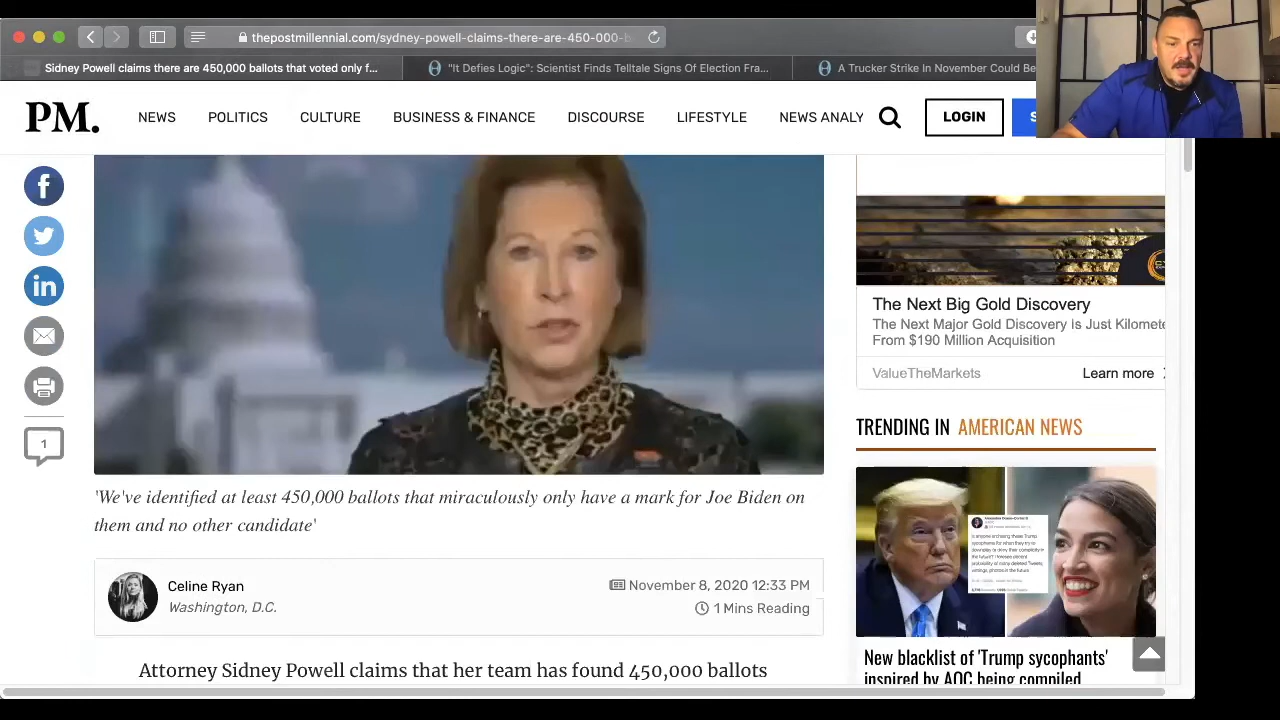 thepostmillennial.com/sydney-powell-claims-there-are-450-000-b
Sidney Powell claims there are 450,000 ballots that voted only f...
"It Defies Logic": Scientist Finds Telltale Signs Of Election Fra...
A Trucker Strike In November Could Be
PM.
NEWS
POLITICS
CULTURE
BUSINESS & FINANCE
DISCOURSE
LIFESTYLE
NEWS ANALY
LOGIN
S
1
'We've identified at least 450,000 ballots that miraculously only have a mark for Joe Biden on
them and no other candidate'
Celine Ryan
Washington, D.C.
November 8, 2020 12:33 PM
1 Mins Reading
Attorney Sidney Powell claims that her team has found 450,000 ballots
The Next Big Gold Discovery
The Next Major Gold Discovery Is Just Kilomete
From $190 Million Acquisition
ValueTheMarkets
Learn more
TRENDING IN AMERICAN NEWS
New blacklist of 'Trump sycophants'
inspired by AOC being compiled